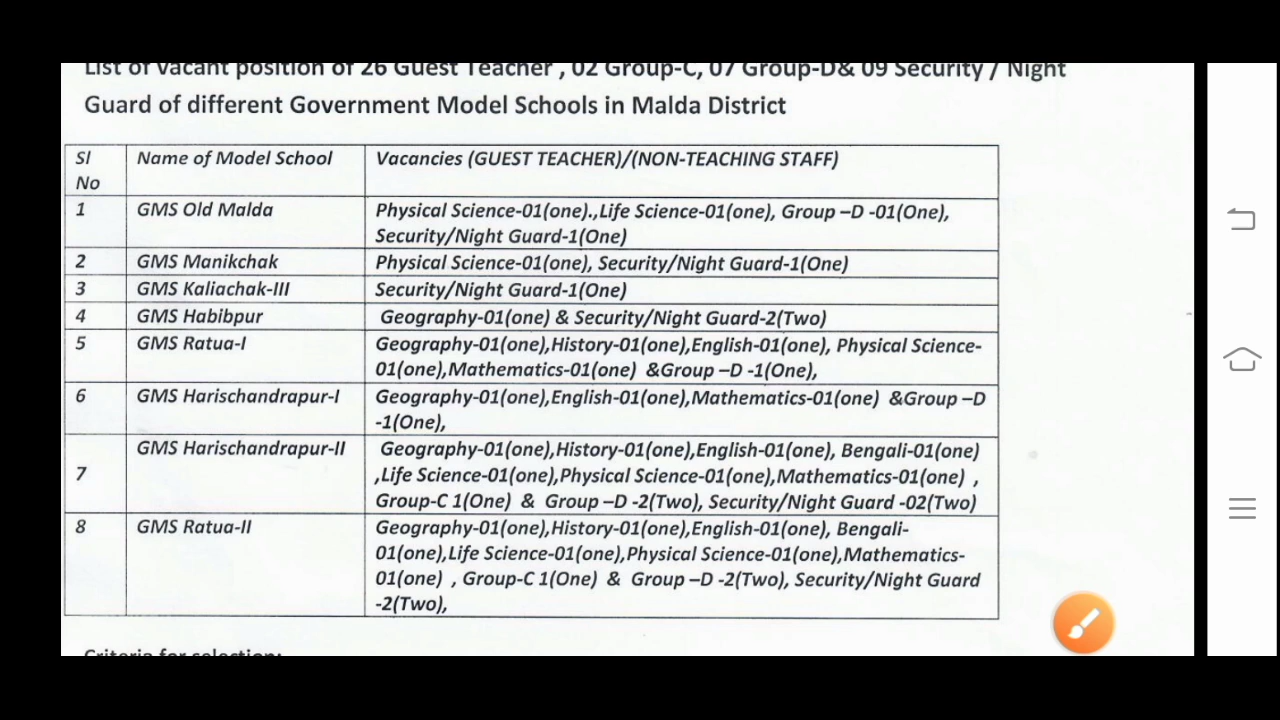 List of vacant position of 26 Guest Teacher , 02 Group-C, 07 Group-D& 09 Security / Night
Guard of different Government Model Schools in Malda District
Sl No
Name of Model School
Vacancies (GUEST TEACHER)/(NON-TEACHING STAFF)
1
GMS Old Malda
Physical Science-01(one).,Life Science-01(one), Group –D -01(One),
Security/Night Guard-1(One)
2
GMS Manikchak
Physical Science-01(one), Security/Night Guard-1(One)
3
GMS Kaliachak-III
Security/Night Guard-1(One)
4
GMS Habibpur
Geography-01(one) & Security/Night Guard-2(Two)
5
GMS Ratua-I
Geography-01(one),History-01(one),English-01(one), Physical Science-
01(one),Mathematics-01(one) &Group –D -1(One),
6
GMS Harischandrapur-I
Geography-01(one),English-01(one),Mathematics-01(one) &Group –D
-1(One),
7
GMS Harischandrapur-II
Geography-01(one),History-01(one),English-01(one), Bengali-01(one)
,Life Science-01(one),Physical Science-01(one),Mathematics-01(one) ,
Group-C 1(One) & Group –D -2(Two), Security/Night Guard -02(Two)
8
GMS Ratua-II
Geography-01(one),History-01(one),English-01(one), Bengali-
01(one),Life Science-01(one),Physical Science-01(one),Mathematics-
01(one) , Group-C 1(One) & Group –D -2(Two), Security/Night Guard
-2(Two),
Criteria for selection: